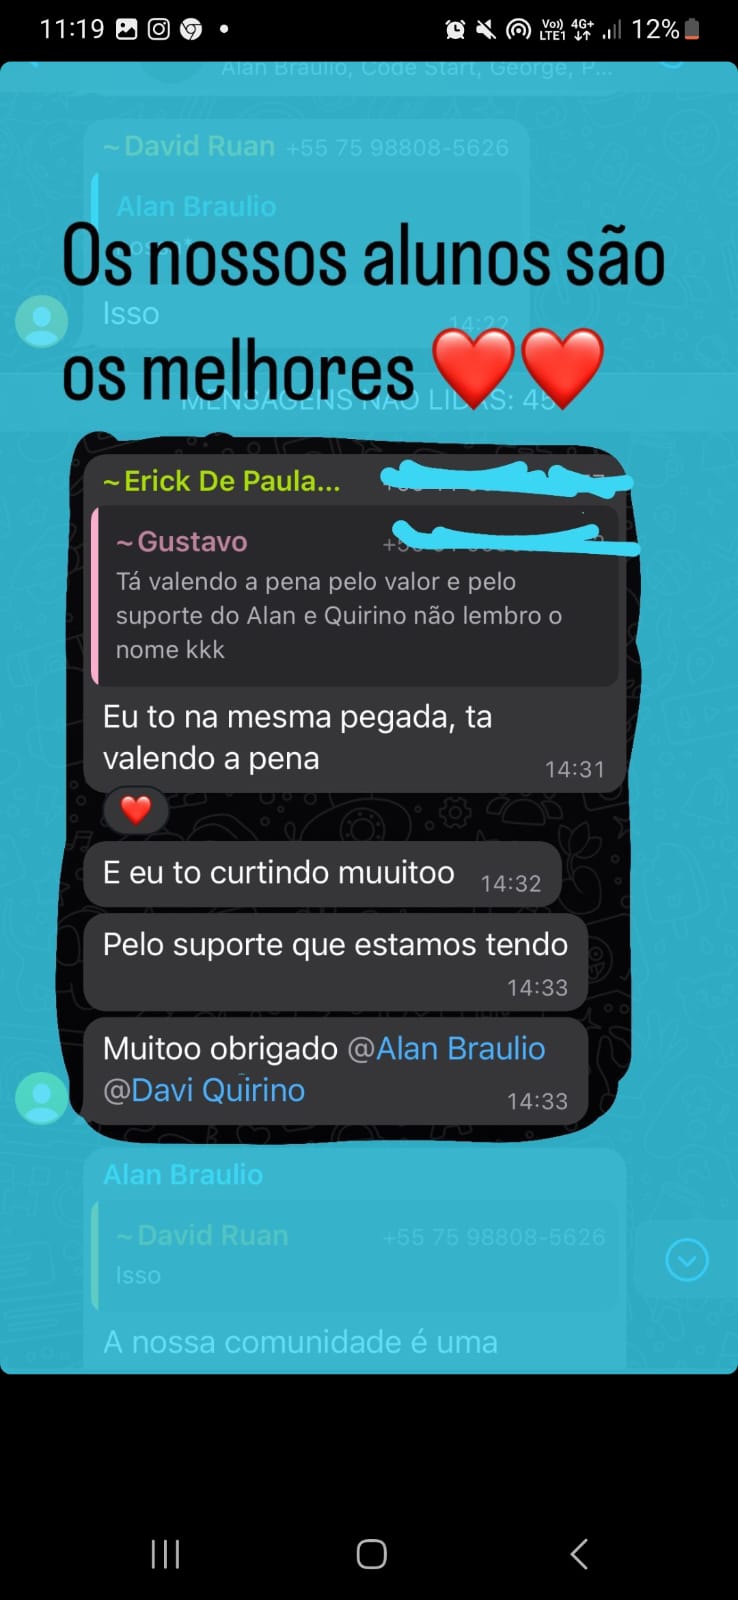 11:19
Vo)) 4G+
LTE1
12%
Alan Braulio, Code Start, George, P...
~David Ruan +55 75 98808-5626
Alan Braulio
Os nossos alunos são
Isso
14:22
os melhores ❤️❤️
MENSAGENS NÃO LIDAS: 45
~Erick De Paula...
~Gustavo
Tá valendo a pena pelo valor e pelo
suporte do Alan e Quirino não lembro o
nome kkk
Eu to na mesma pegada, ta
valendo a pena
14:31
❤️
E eu to curtindo muuitoo 14:32
Pelo suporte que estamos tendo
14:33
Muitoo obrigado @Alan Braulio
@Davi Quirino
14:33
Alan Braulio
~David Ruan +55 75 98808-5626
Isso
A nossa comunidade é uma